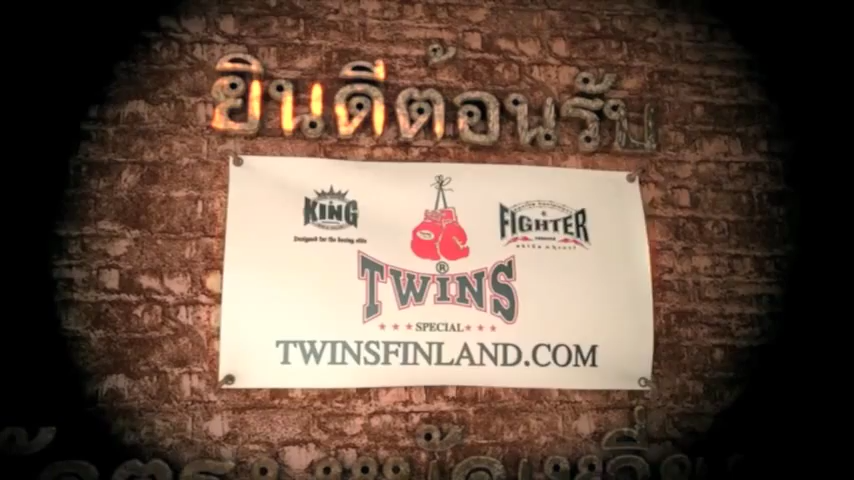 ยินดีต้อนรับ
KING
Designed for the boxing elite
FIGHTER
TWINS
SPECIAL
TWINSFINLAND.COM